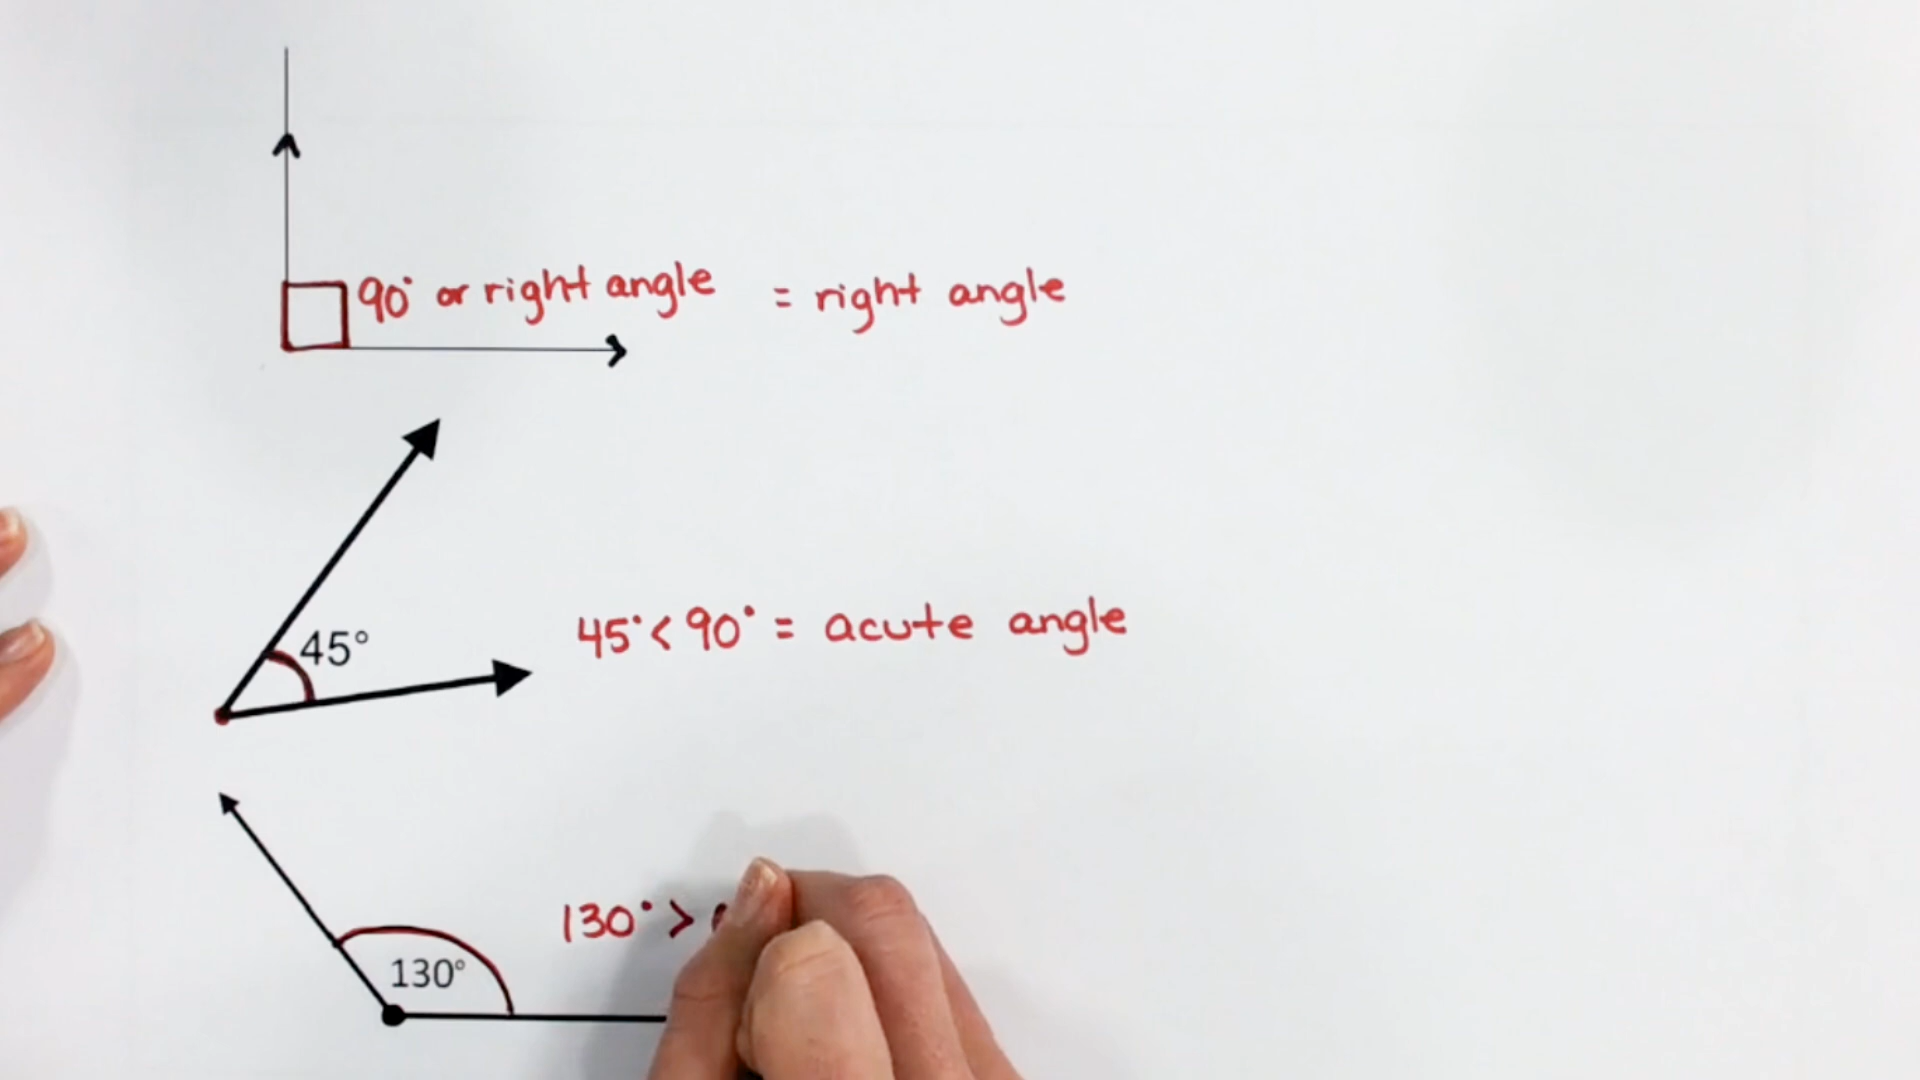 90° or right angle = right angle
45°
45° < 90° = acute angle
130° >
130°